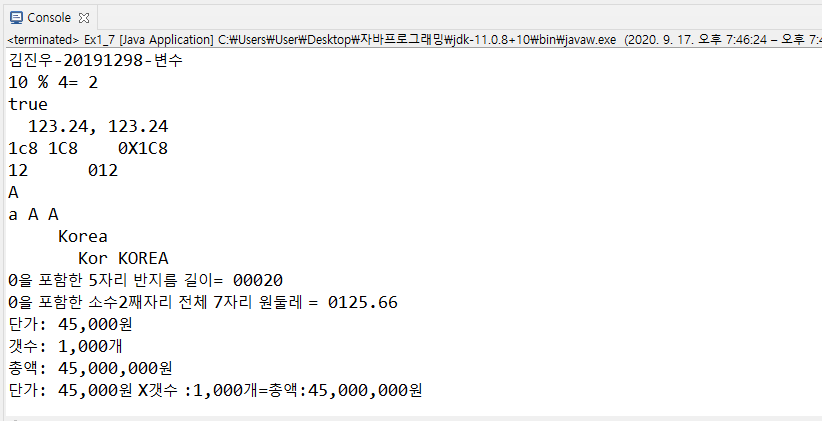 Console
<terminated> Ex1_7 [Java Application] C:₩Users₩User₩Desktop₩자바프로그래밍₩jdk-11.0.8+10₩bin₩javaw.exe (2020. 9. 17. 오후 7:46:24 – 오후 7:4
김진우-20191298-변수
10 % 4= 2
true
  123.24, 123.24
1c8 1C8    0X1C8
12      012
A
a A A
     Korea
       Kor KOREA
0을 포함한 5자리 반지름 길이= 00020
0을 포함한 소수2째자리 전체 7자리 원둘레 = 0125.66
단가: 45,000원
갯수: 1,000개
총액: 45,000,000원
단가: 45,000원 X갯수 :1,000개=총액:45,000,000원